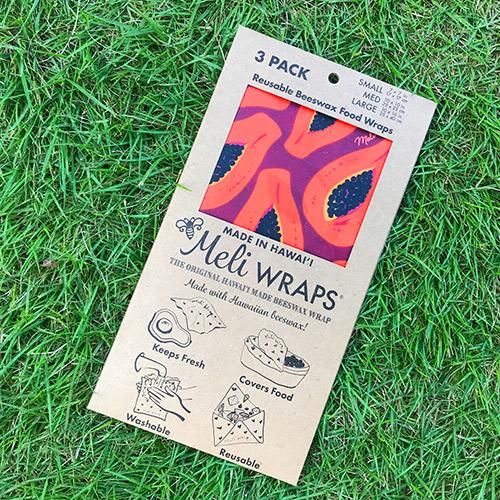 3 PACK
Reusable Beeswax Food Wraps
SMALL
MED
LARGE
Meli
MADE IN HAWAI'I
Meli WRAPS®
THE ORIGINAL HAWAI'I MADE BEESWAX WRAP
Made with Hawaiian beeswax!
Keeps Fresh
Covers Food
Washable
Reusable